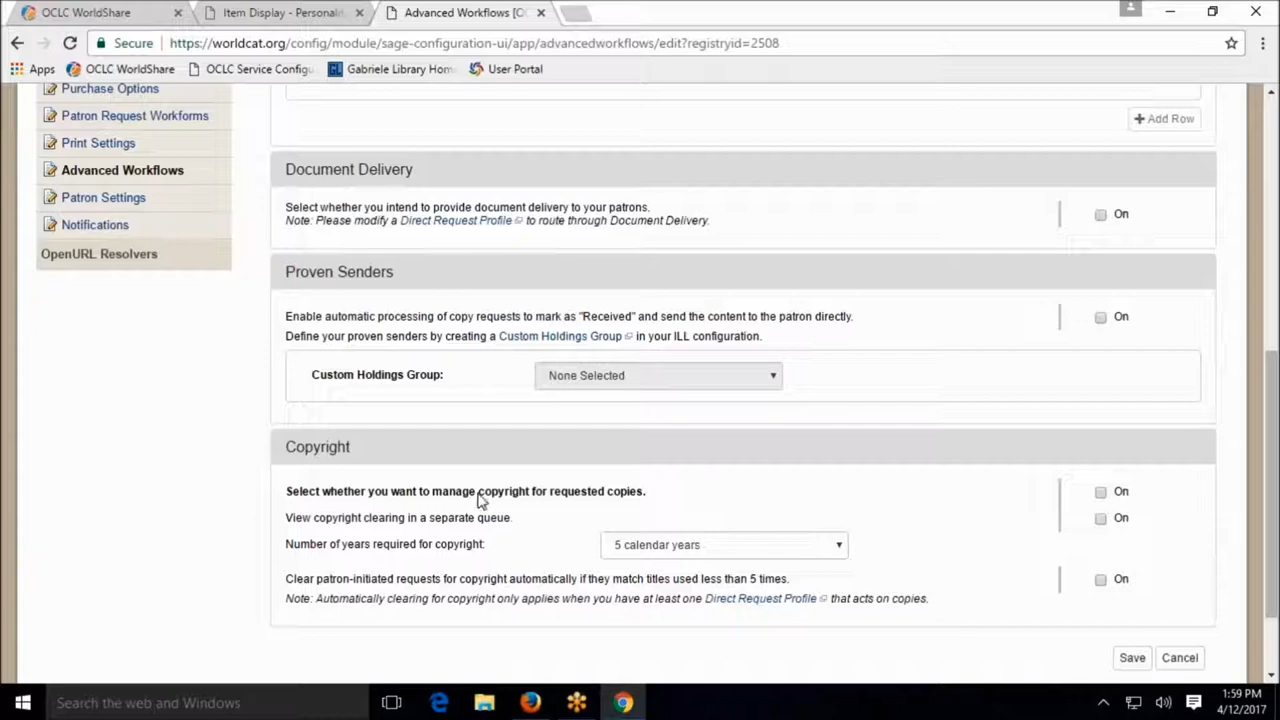 OCLC WorldShare
Item Display - Personali
Advanced Workflows [OC
Secure
https://worldcat.org/config/module/sage-configuration-ui/app/advancedworkflows/edit?registryid=2508
Apps
OCLC WorldShare
OCLC Service Config
Gabriele Library Hom
User Portal
Purchase Options
Patron Request Workforms
Print Settings
Advanced Workflows
Patron Settings
Notifications
OpenURL Resolvers
+ Add Row
Document Delivery
Select whether you intend to provide document delivery to your patrons.
Note: Please modify a Direct Request Profile to route through Document Delivery.
On
Proven Senders
Enable automatic processing of copy requests to mark as "Received" and send the content to the patron directly.
On
Define your proven senders by creating a Custom Holdings Group in your ILL configuration.
Custom Holdings Group: None Selected
Copyright
Select whether you want to manage copyright for requested copies.
On
View copyright clearing in a separate queue.
On
Number of years required for copyright: 5 calendar years
Clear patron-initiated requests for copyright automatically if they match titles used less than 5 times.
On
Note: Automatically clearing for copyright only applies when you have at least one Direct Request Profile that acts on copies.
Save Cancel
Search the web and Windows
1:59 PM
4/12/2017